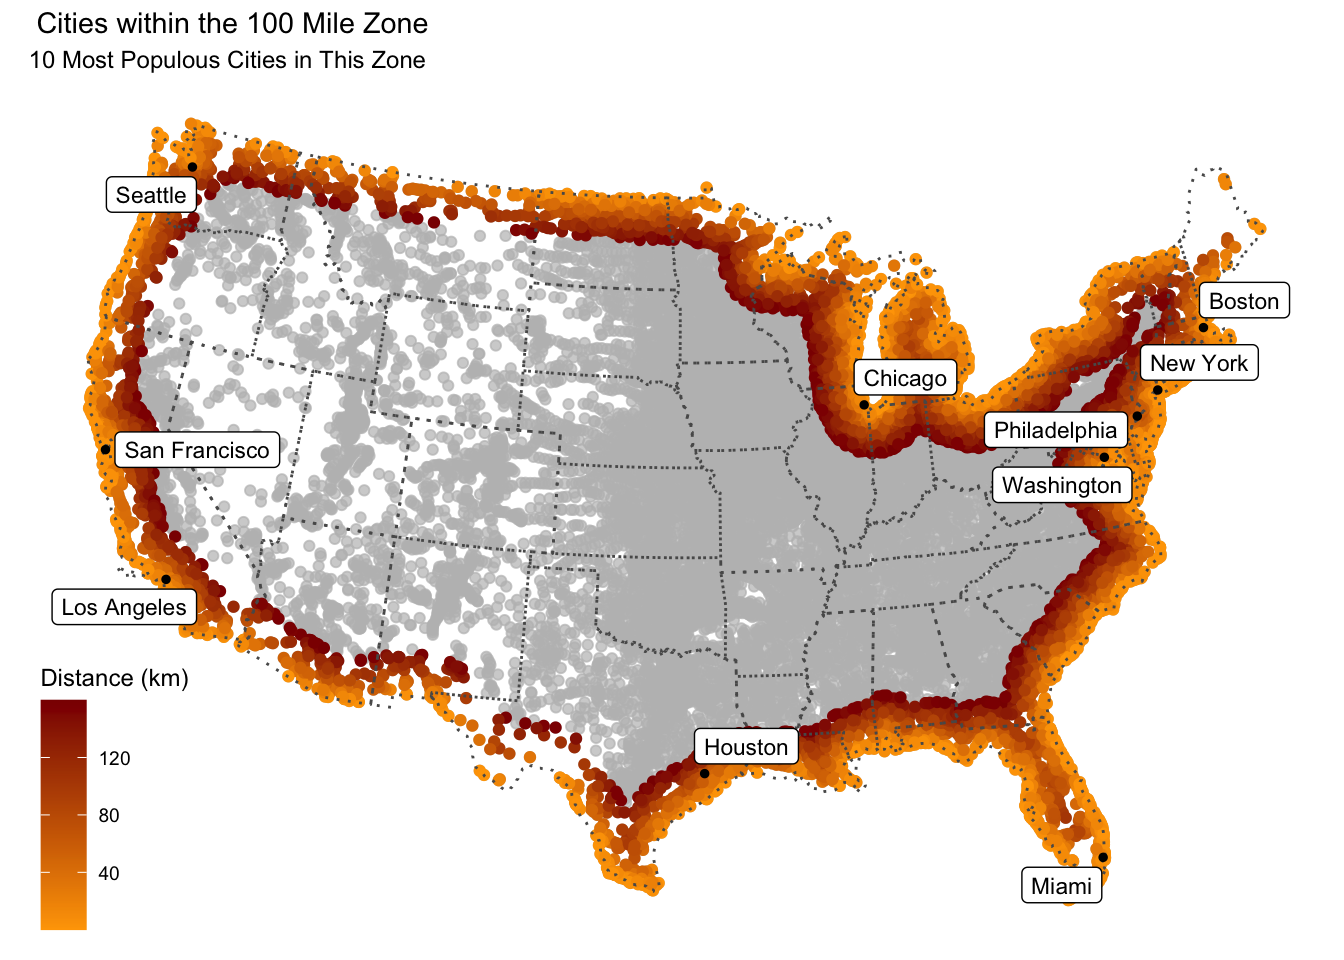 Cities within the 100 Mile Zone
10 Most Populous Cities in This Zone
Seattle
Boston
New York
Chicago
Philadelphia
San Francisco
Washington
Los Angeles
Distance (km)
Houston
120
80
40
Miami